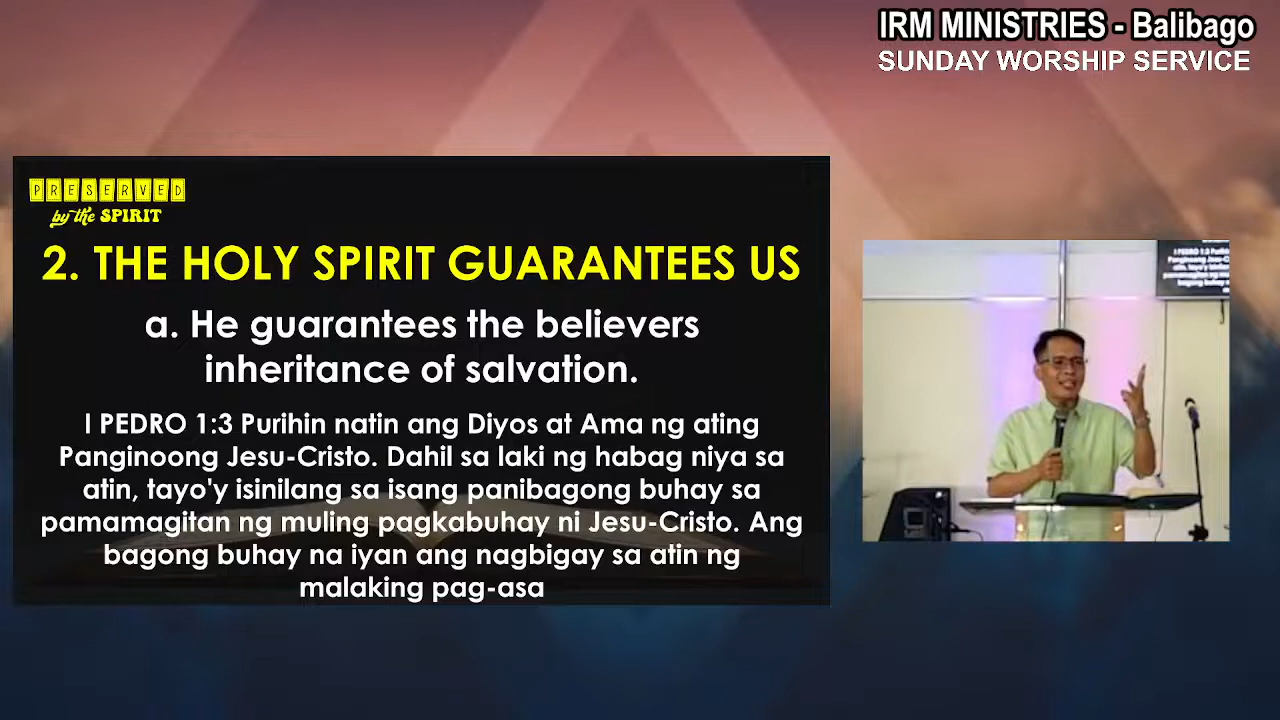 IRM MINISTRIES - Balibago
SUNDAY WORSHIP SERVICE
PRESERVED
by the SPIRIT
2. THE HOLY SPIRIT GUARANTEES US
a. He guarantees the believers
inheritance of salvation.
I PEDRO 1:3 Purihin natin ang Diyos at Ama ng ating
Panginoong Jesu-Cristo. Dahil sa laki ng habag niya sa
atin, tayo'y isinilang sa isang panibagong buhay sa
pamamagitan ng muling pagkabuhay ni Jesu-Cristo. Ang
bagong buhay na iyan ang nagbigay sa atin ng
malaking pag-asa